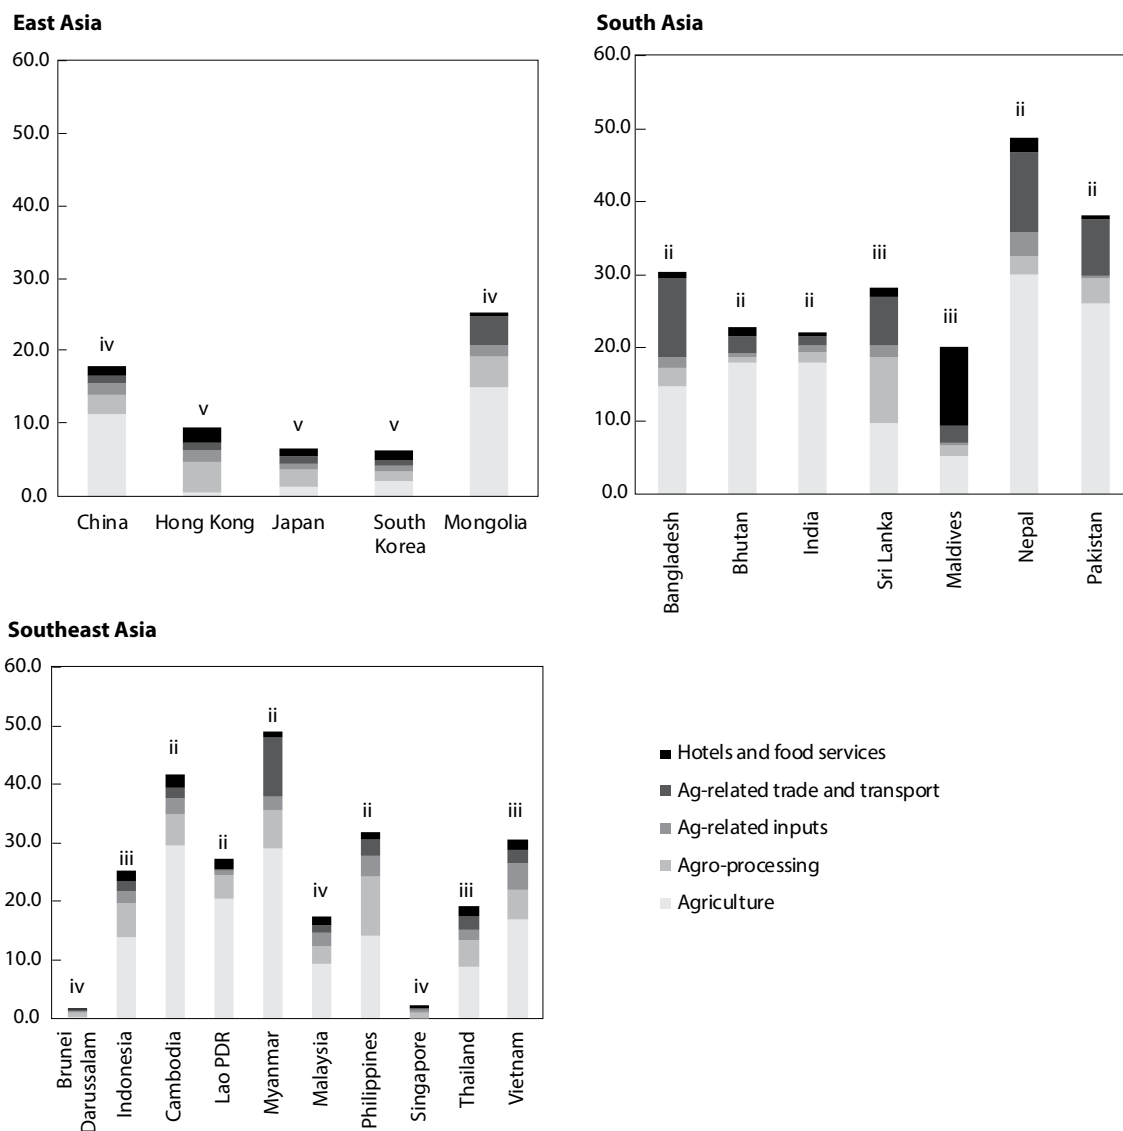 East Asia
60.0
50.0
40.0
30.0
20.0
10.0
0.0
iv
v
v
v
iv
China
Hong Kong
Japan
South
Korea
Mongolia
South Asia
60.0
50.0
40.0
30.0
20.0
10.0
0.0
ii
ii
ii
iii
iii
ii
ii
Bangladesh
Bhutan
India
Sri Lanka
Maldives
Nepal
Pakistan
Southeast Asia
60.0
50.0
40.0
30.0
20.0
10.0
0.0
iv
iii
ii
ii
ii
iv
ii
iv
iii
iii
Brunei
Darussalam
Indonesia
Cambodia
Lao PDR
Myanmar
Malaysia
Philippines
Singapore
Thailand
Vietnam
Hotels and food services
Ag-related trade and transport
Ag-related inputs
Agro-processing
Agriculture